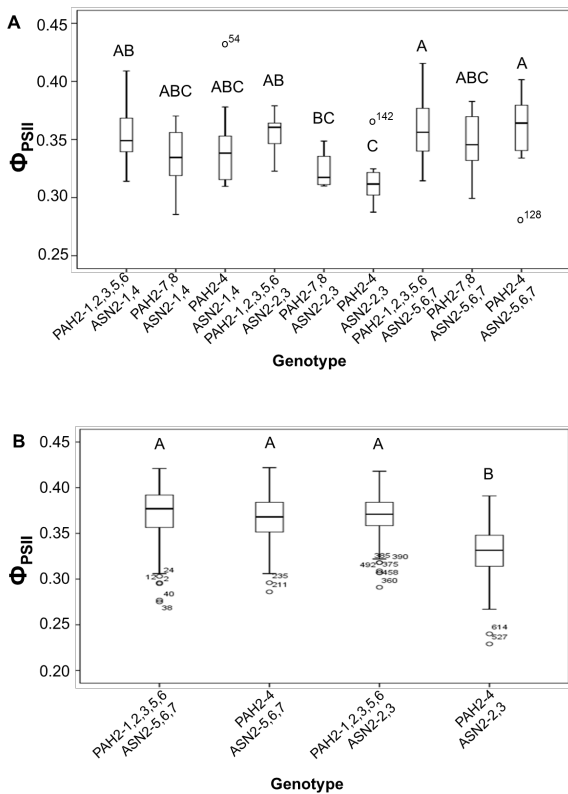 A
0.45
0.40
0.35
0.30
0.25
ΦPSII
AB
ABC
54
ABC
AB
BC
142
C
A
ABC
A
128
PAH2-1,2,3,5,6
ASN2-1,4
PAH2-7,8
ASN2-1,4
PAH2-4
ASN2-1,4
PAH2-1,2,3,5,6
ASN2-2,3
PAH2-7,8
ASN2-2,3
PAH2-4
ASN2-2,3
PAH2-1,2,3,5,6
ASN2-5,6,7
PAH2-7,8
ASN2-5,6,7
PAH2-4
ASN2-5,6,7
Genotype
B
0.45
0.40
0.35
0.30
0.25
0.20
ΦPSII
A
A
A
B
24
12
2
40
38
235
211
385
390
492
375
458
360
614
527
PAH2-1,2,3,5,6
ASN2-5,6,7
PAH2-4
ASN2-5,6,7
PAH2-1,2,3,5,6
ASN2-2,3
PAH2-4
ASN2-2,3
Genotype